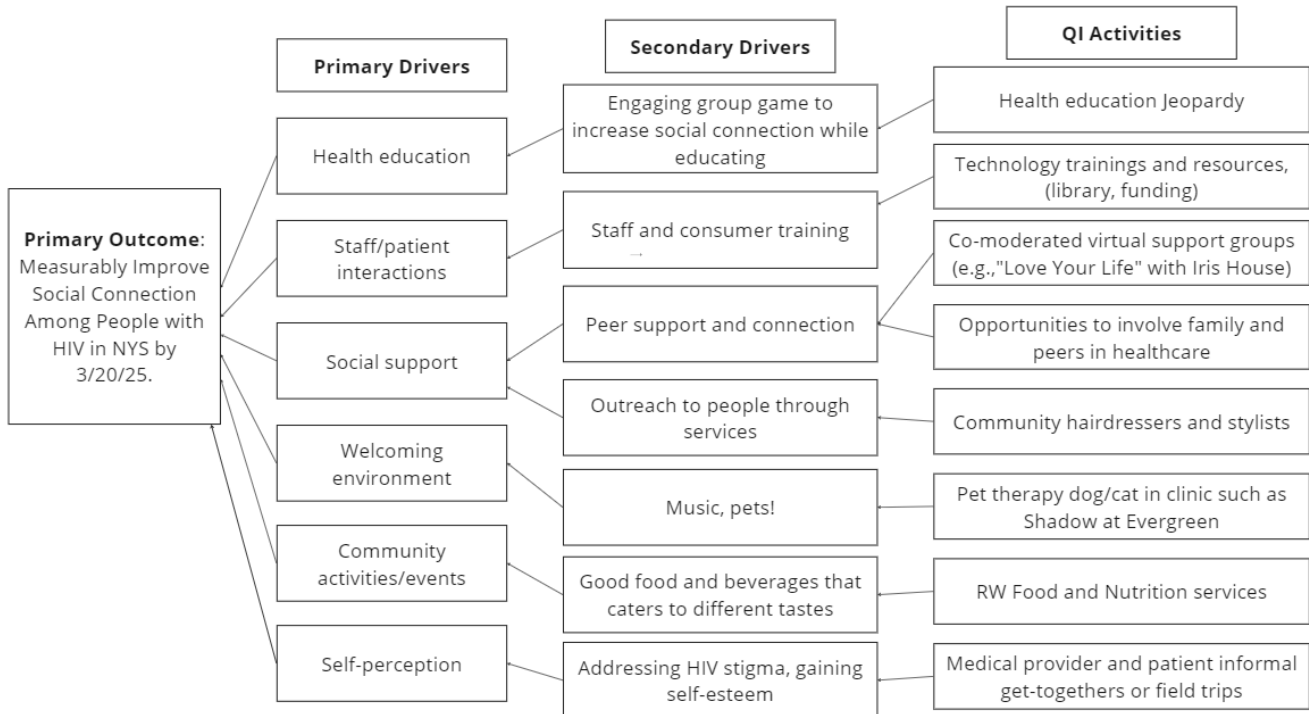 Primary Drivers
Secondary Drivers
QI Activities
Primary Outcome:
Measurably Improve
Social Connection
Among People with
HIV in NYS by
3/20/25.
Health education
Staff/patient
interactions
Social support
Welcoming
environment
Community
activities/events
Self-perception
Engaging group game to
increase social connection while
educating
Staff and consumer training
Peer support and connection
Outreach to people through
services
Music, pets!
Good food and beverages that
caters to different tastes
Addressing HIV stigma, gaining
self-esteem
Health education Jeopardy
Technology trainings and resources,
(library, funding)
Co-moderated virtual support groups
(e.g.,"Love Your Life" with Iris House)
Opportunities to involve family and
peers in healthcare
Community hairdressers and stylists
Pet therapy dog/cat in clinic such as
Shadow at Evergreen
RW Food and Nutrition services
Medical provider and patient informal
get-togethers or field trips